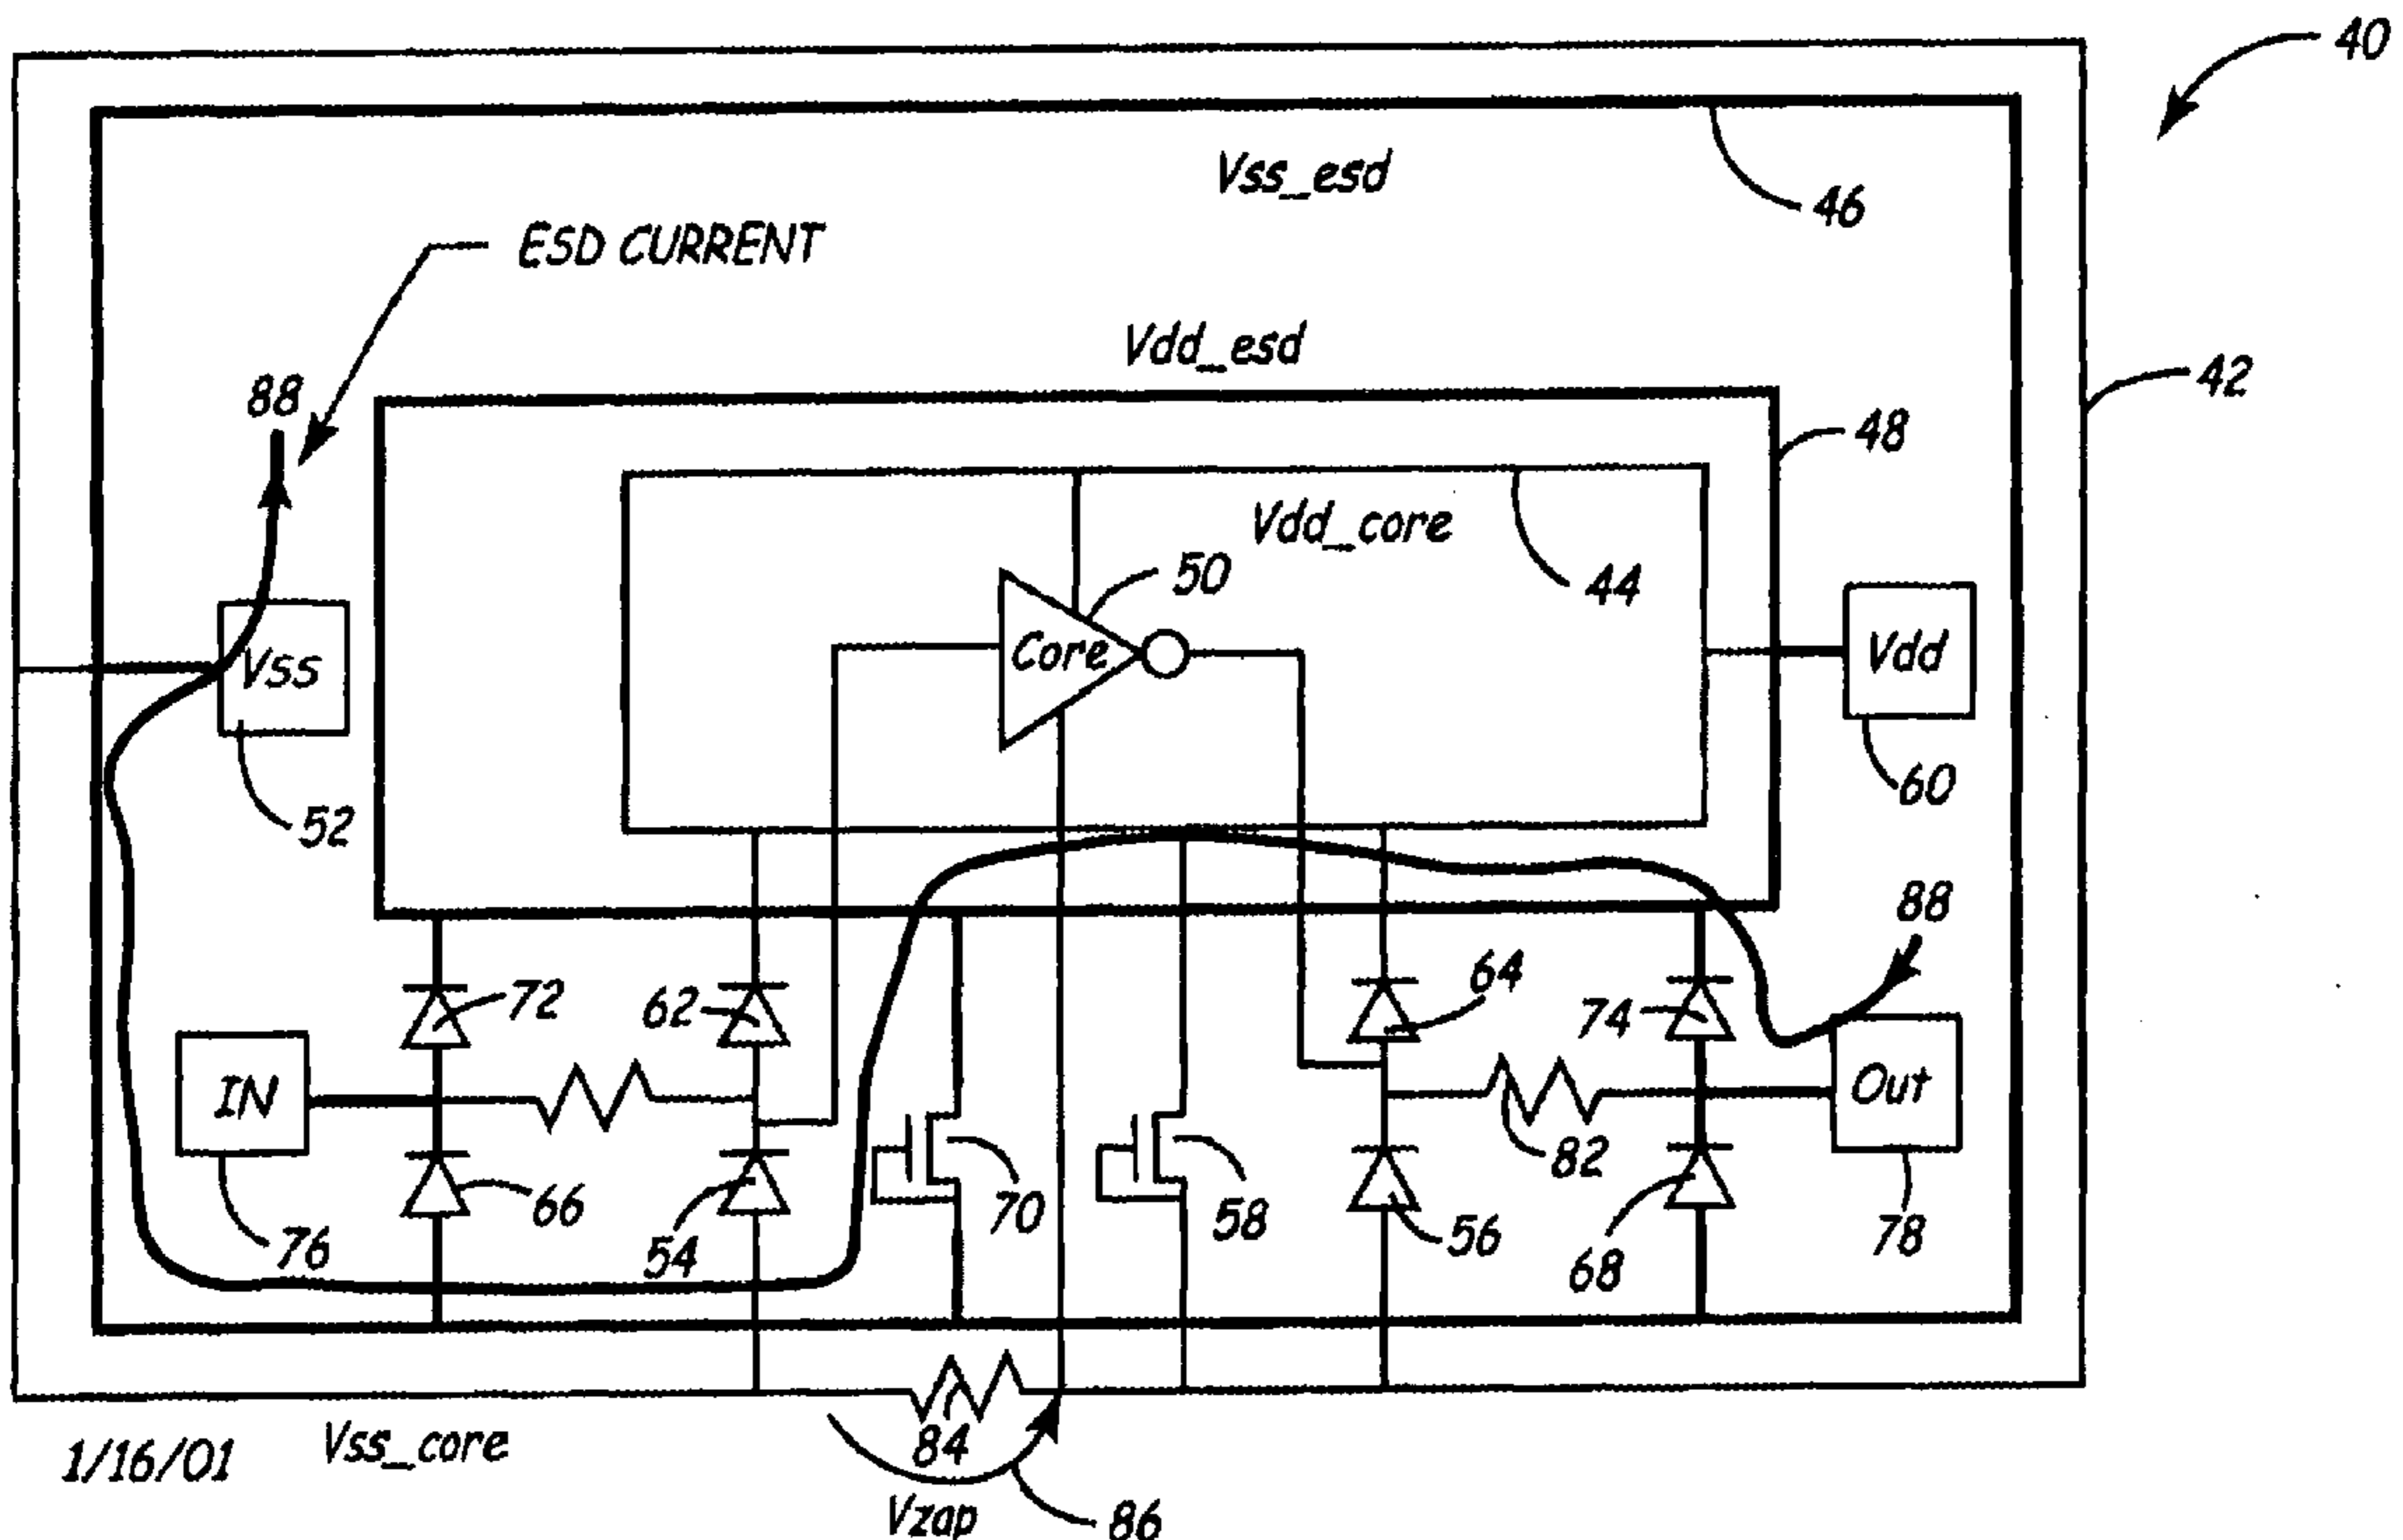 40
Vss_esd
46
ESD CURRENT
Vdd_esd
88
42
48
Vdd_core
50
44
Core
Vss
Vdd
52
60
88
72
62
64
74
IN
Out
66
54
70
58
82
56
68
76
78
84
1/16/01
Vss_core
Vzap
86